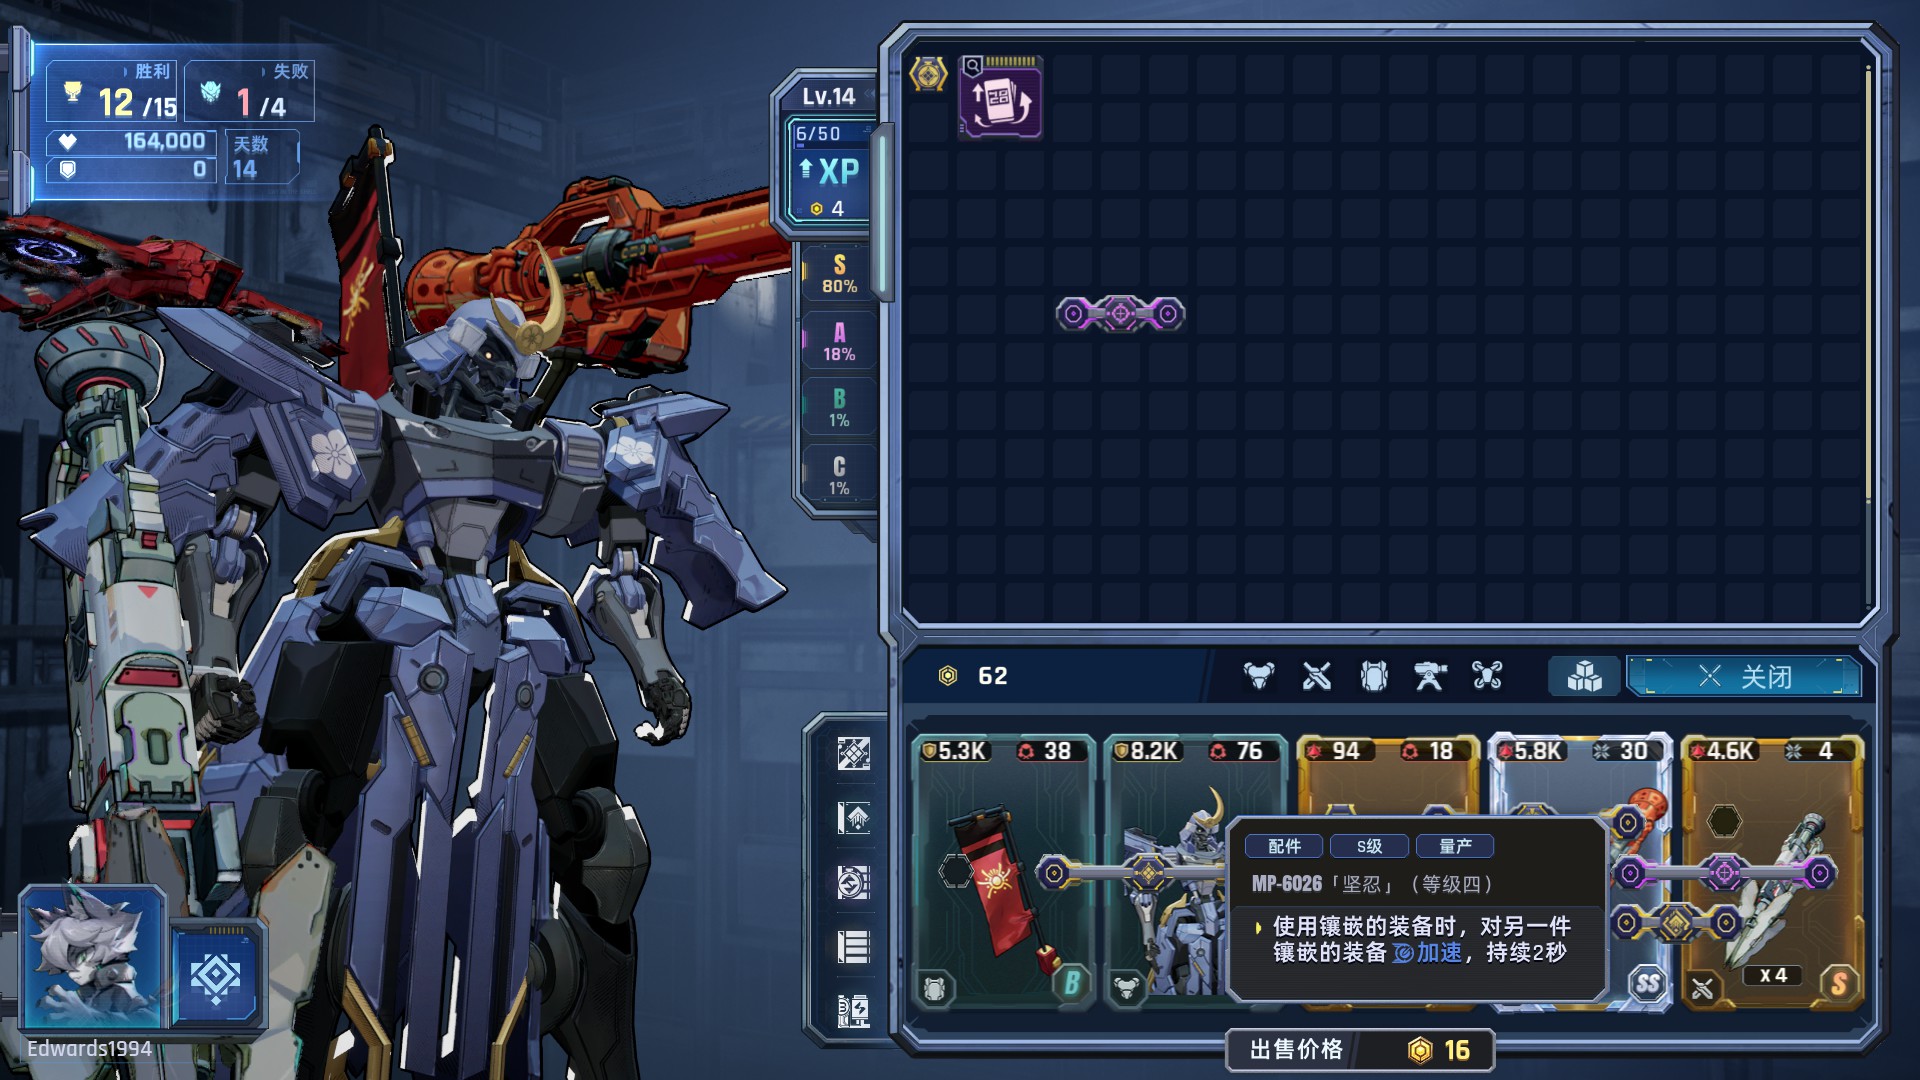 胜利
12 /15
失败
1 /4
164,000
0
天数
14
Lv.14
6/50
XP
4
S
80%
A
18%
B
1%
C
1%
62
关闭
5.3K 38
8.2K 76
94 18
5.8K 30
4.6K 4
配件 S级 量产
MP-6026「坚忍」（等级四）
使用镶嵌的装备时，对另一件
镶嵌的装备加速，持续2秒
B
SS
x4
S
出售价格 16
Edwards1994